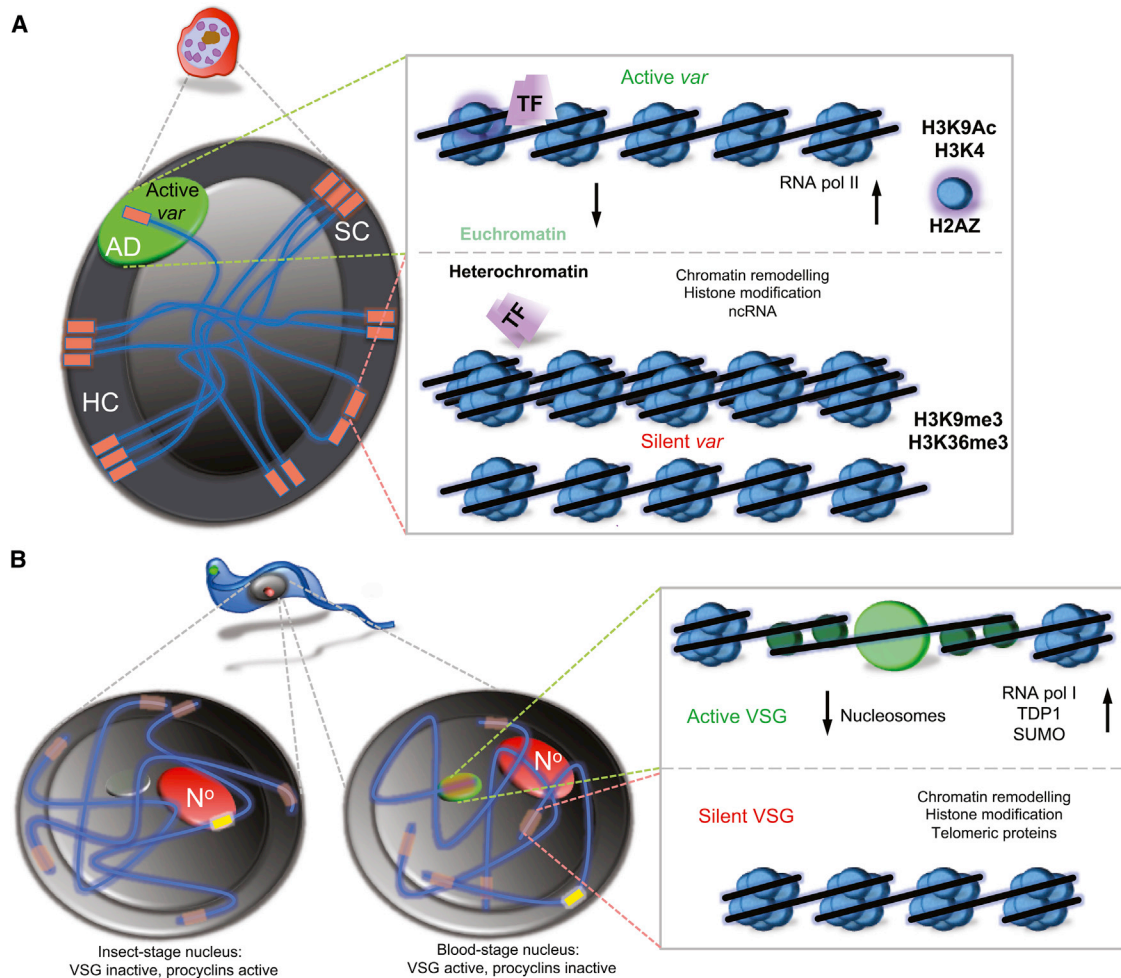 A
Active var
TF
H3K9Ac
H3K4
RNA pol II
H2AZ
Active
var
AD
SC
HC
Euchromatin
Heterochromatin
Chromatin remodelling
Histone modification
ncRNA
TF
H3K9me3
H3K36me3
Silent var
B
Nº
Nº
Insect-stage nucleus:
VSG inactive, procyclins active
Blood-stage nucleus:
VSG active, procyclins inactive
Active VSG
Nucleosomes
RNA pol I
TDP1
SUMO
Silent VSG
Chromatin remodelling
Histone modification
Telomeric proteins